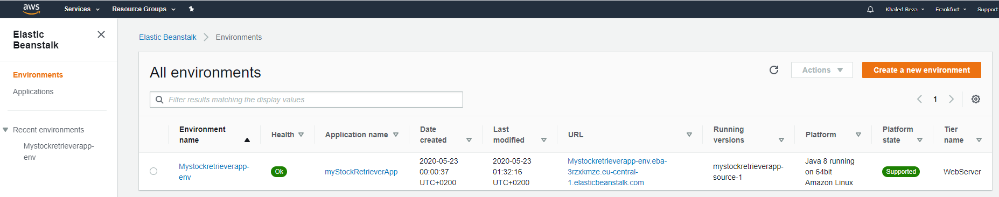 aws
Services
Resource Groups
Khaled Reza
Frankfurt
Support
Elastic
Beanstalk
Environments
Applications
Recent environments
Mystockretrieverapp-
env
Elastic Beanstalk
Environments
All environments
Actions
Create a new environment
Filter results matching the display values
1
Environment
name
Health
Application name
Date
created
Last
modified
URL
Running
versions
Platform
Platform
state
Tier
name
Mystockretrieverapp-
env
Ok
myStockRetrieverApp
2020-05-23
00:00:37
UTC+0200
2020-05-23
01:32:16
UTC+0200
Mystockretrieverapp-env.eba-
3rzxkmze.eu-central-
1.elasticbeanstalk.com
mystockretrieverapp-
source-1
Java 8 running
on 64bit
Amazon Linux
Supported
WebServer